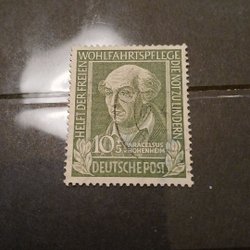 HELFT DER FREIEN
WOHLFAHRTSPFLEGE
DIE NOT ZU LINDERN
10+5
PARACELSUS
HOHENHEIM
DEUTSCHE POST